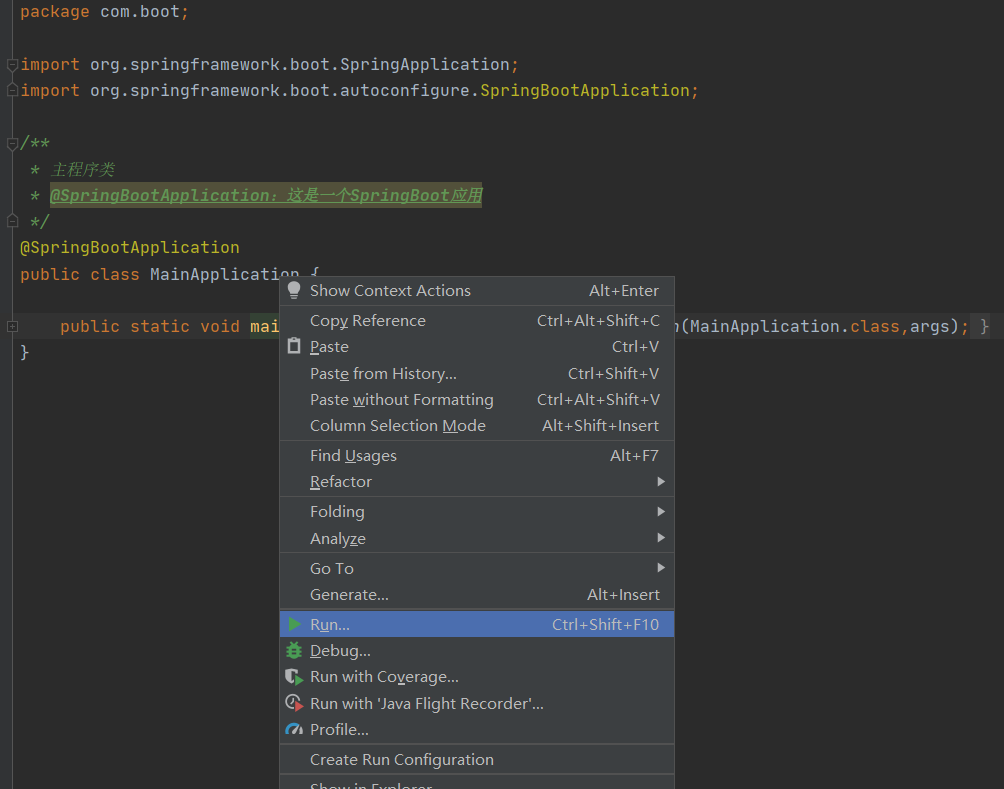 package com.boot;
import org.springframework.boot.SpringApplication;
import org.springframework.boot.autoconfigure.SpringBootApplication;
/**
* 主程序类
* @SpringBootApplication：这是一个SpringBoot应用
*/
@SpringBootApplication
public class MainApplication {
public static void mai
(MainApplication.class,args); }
}
Show Context Actions Alt+Enter
Copy Reference Ctrl+Alt+Shift+C
Paste Ctrl+V
Paste from History... Ctrl+Shift+V
Paste without Formatting Ctrl+Alt+Shift+V
Column Selection Mode Alt+Shift+Insert
Find Usages Alt+F7
Refactor
Folding
Analyze
Go To
Generate... Alt+Insert
Run... Ctrl+Shift+F10
Debug...
Run with Coverage...
Run with 'Java Flight Recorder'...
Profile...
Create Run Configuration
Show in Explorer